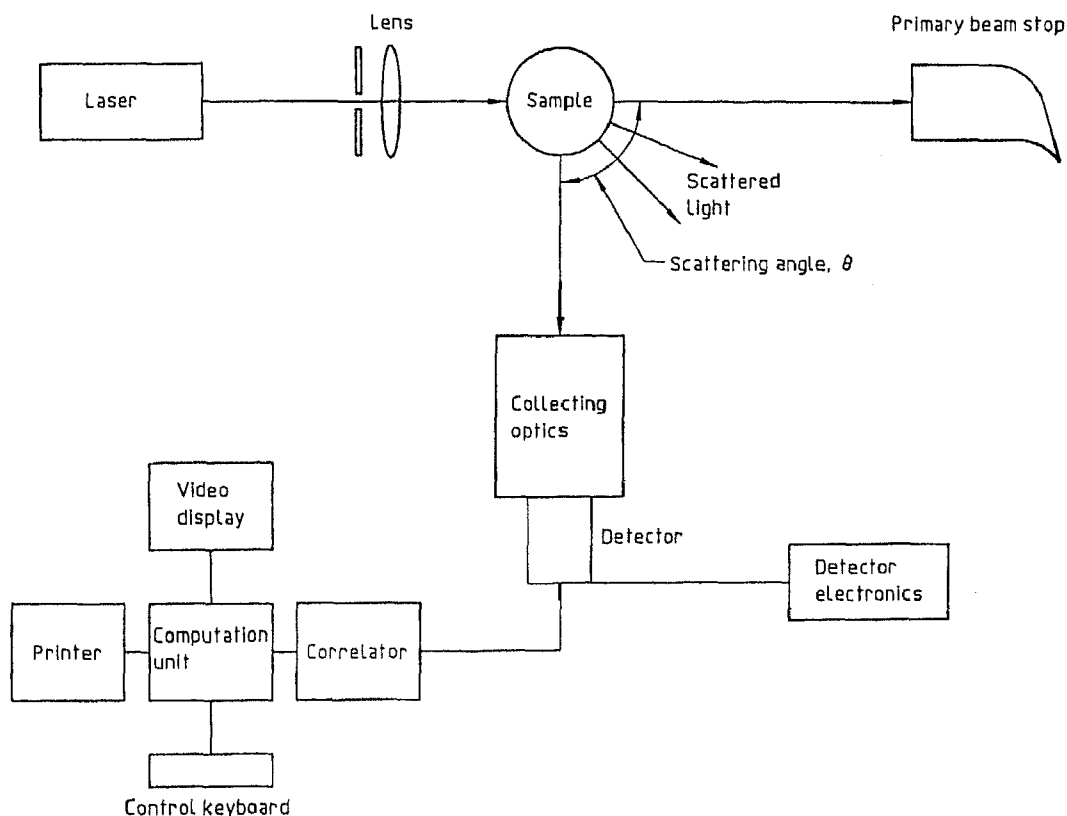 Lens
Primary beam stop
Laser
Sample
Scattered
light
Scattering angle, θ
Collecting
optics
Video
display
Detector
Detector
electronics
Printer
Computation
unit
Correlator
Control keyboard